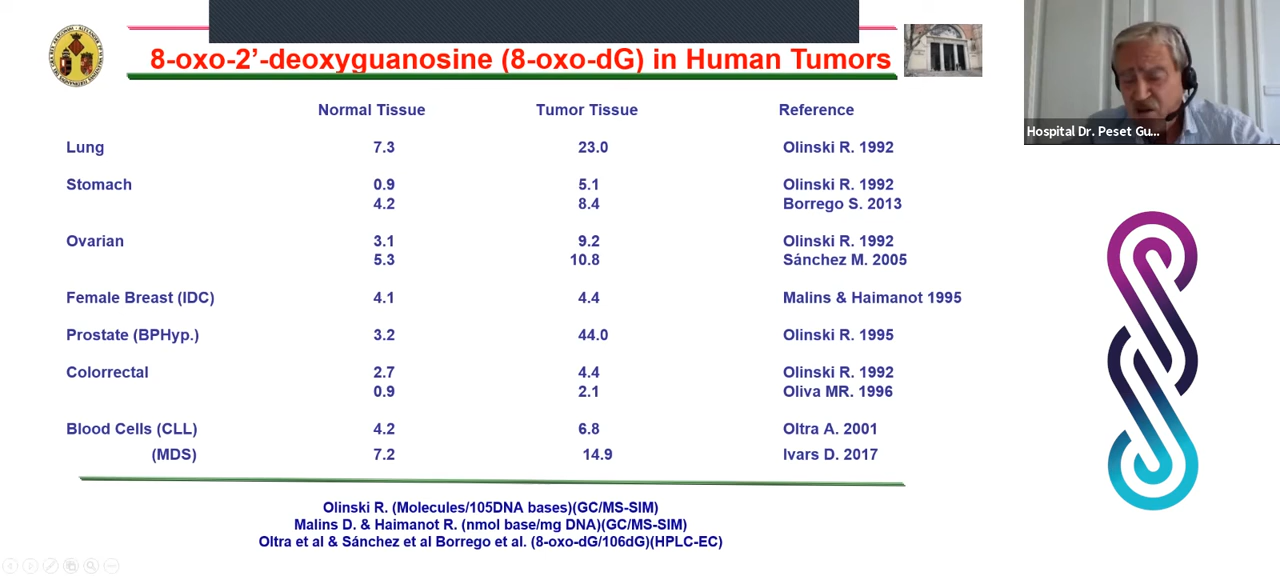 8-oxo-2’-deoxyguanosine (8-oxo-dG) in Human Tumors
Hospital Dr. Peset Gu...
Normal Tissue Tumor Tissue Reference
Lung 7.3 23.0 Olinski R. 1992
Stomach 0.9 5.1 Olinski R. 1992
4.2 8.4 Borrego S. 2013
Ovarian 3.1 9.2 Olinski R. 1992
5.3 10.8 Sánchez M. 2005
Female Breast (IDC) 4.1 4.4 Malins & Haimanot 1995
Prostate (BPHyp.) 3.2 44.0 Olinski R. 1995
Colorrectal 2.7 4.4 Olinski R. 1992
0.9 2.1 Oliva MR. 1996
Blood Cells (CLL) 4.2 6.8 Oltra A. 2001
(MDS) 7.2 14.9 Ivars D. 2017
Olinski R. (Molecules/105DNA bases)(GC/MS-SIM)
Malins D. & Haimanot R. (nmol base/mg DNA)(GC/MS-SIM)
Oltra et al & Sánchez et al Borrego et al. (8-oxo-dG/106dG)(HPLC-EC)